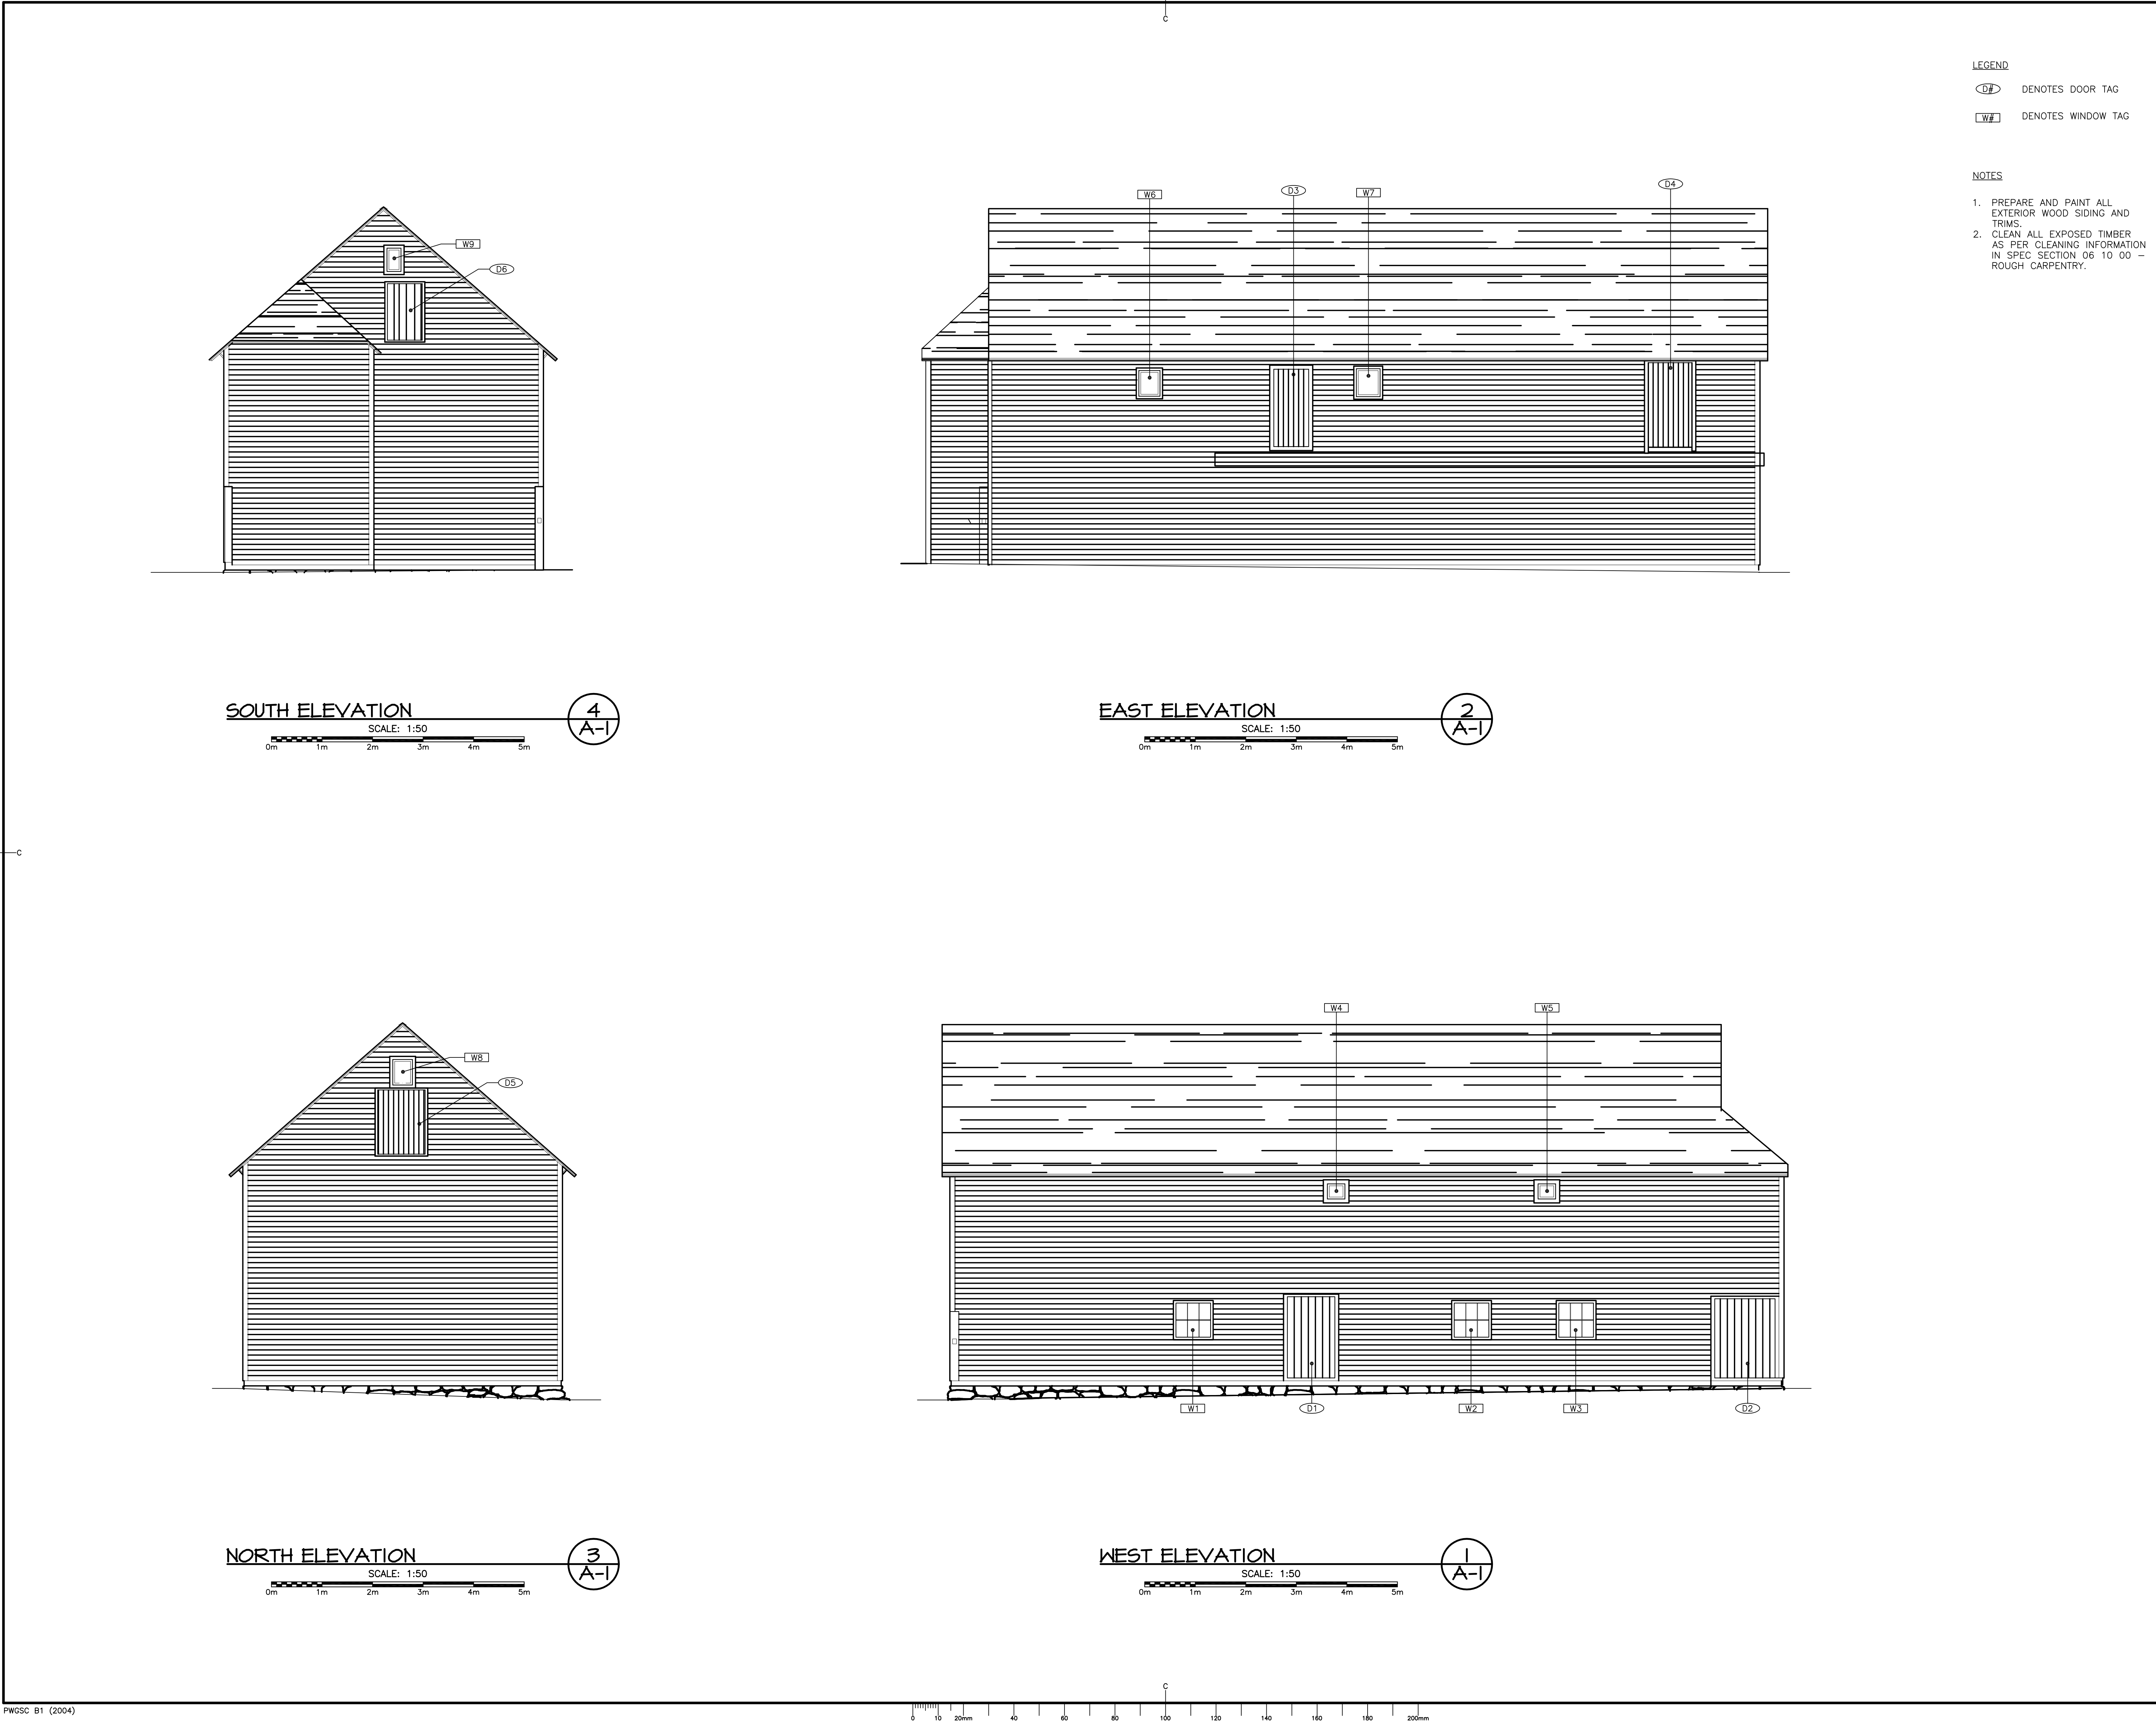 C
LEGEND
D# DENOTES DOOR TAG
W# DENOTES WINDOW TAG
NOTES
1. PREPARE AND PAINT ALL
EXTERIOR WOOD SIDING AND
TRIMS.
2. CLEAN ALL EXPOSED TIMBER
AS PER CLEANING INFORMATION
IN SPEC SECTION 06 10 00 –
ROUGH CARPENTRY.
W9
D6
SOUTH ELEVATION
4
A-1
SCALE: 1:50
0m 1m 2m 3m 4m 5m
W6
D3
W7
D4
EAST ELEVATION
2
A-1
SCALE: 1:50
0m 1m 2m 3m 4m 5m
C
W8
D5
NORTH ELEVATION
3
A-1
SCALE: 1:50
0m 1m 2m 3m 4m 5m
W4
W5
W1
D1
W2
W3
D2
WEST ELEVATION
1
A-1
SCALE: 1:50
0m 1m 2m 3m 4m 5m
C
PWGSC B1 (2004)
0 10 20mm 40 60 80 100 120 140 160 180 200mm